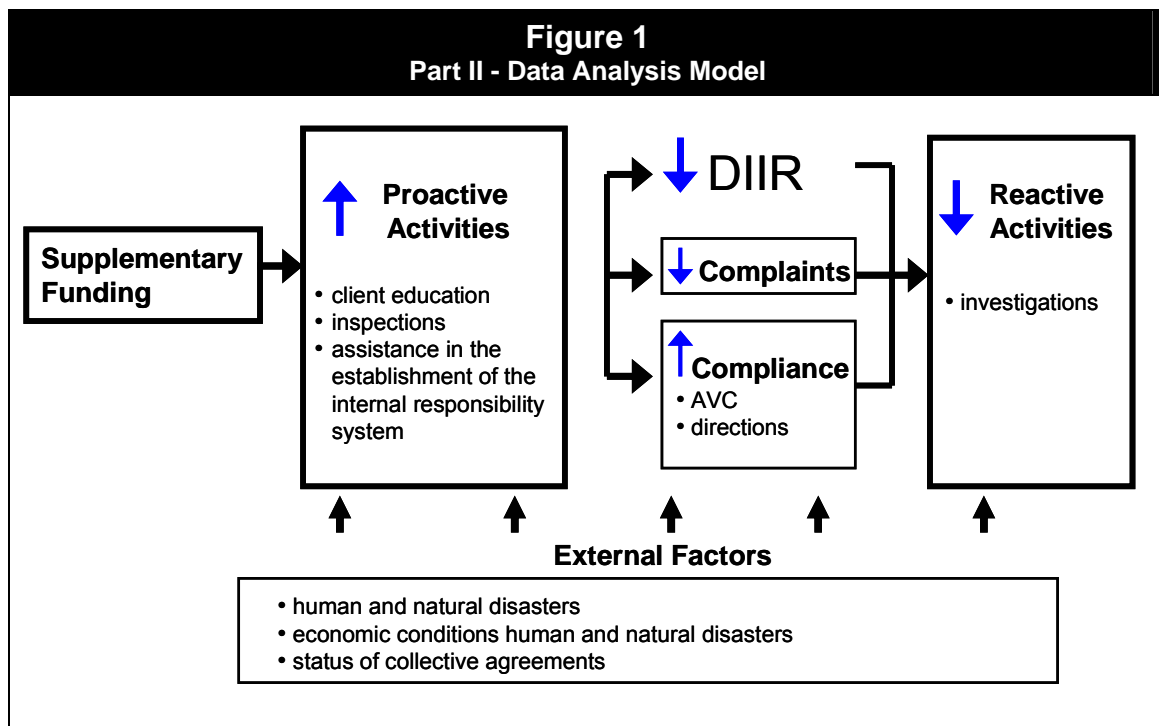 Figure 1
Part II - Data Analysis Model
Supplementary
Funding
Proactive
Activities
• client education
• inspections
• assistance in the
establishment of the
internal responsibility
system
DIIR
Complaints
Compliance
• AVC
• directions
Reactive
Activities
• investigations
External Factors
• human and natural disasters
• economic conditions human and natural disasters
• status of collective agreements